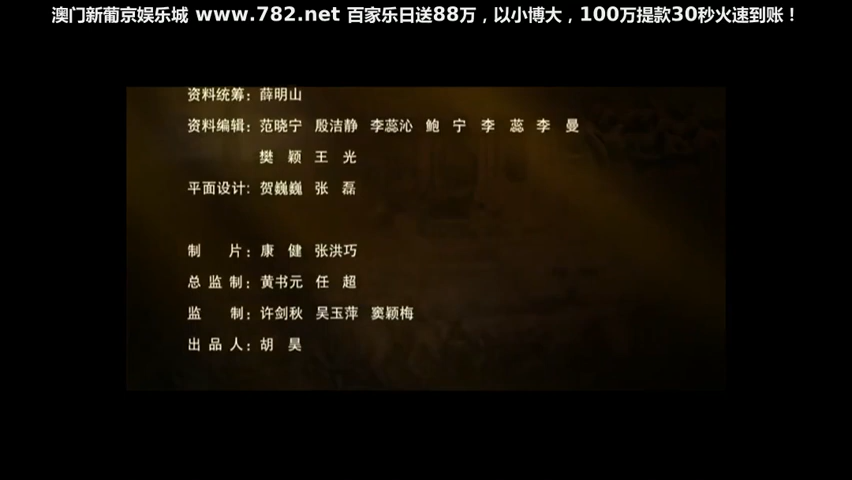 澳门新葡京娱乐城 www.782.net 百家乐日送88万，以小博大，100万提款30秒火速到账！
资料统筹：薛明山
资料编辑：范晓宁 殷洁静 李蕊沁 鲍 宁 李 蕊 李 曼
樊 颖 王 光
平面设计：贺巍巍 张 磊
制 片：康 健 张洪巧
总 监 制：黄书元 任 超
监 制：许剑秋 吴玉萍 窦颖梅
出 品 人：胡 昊